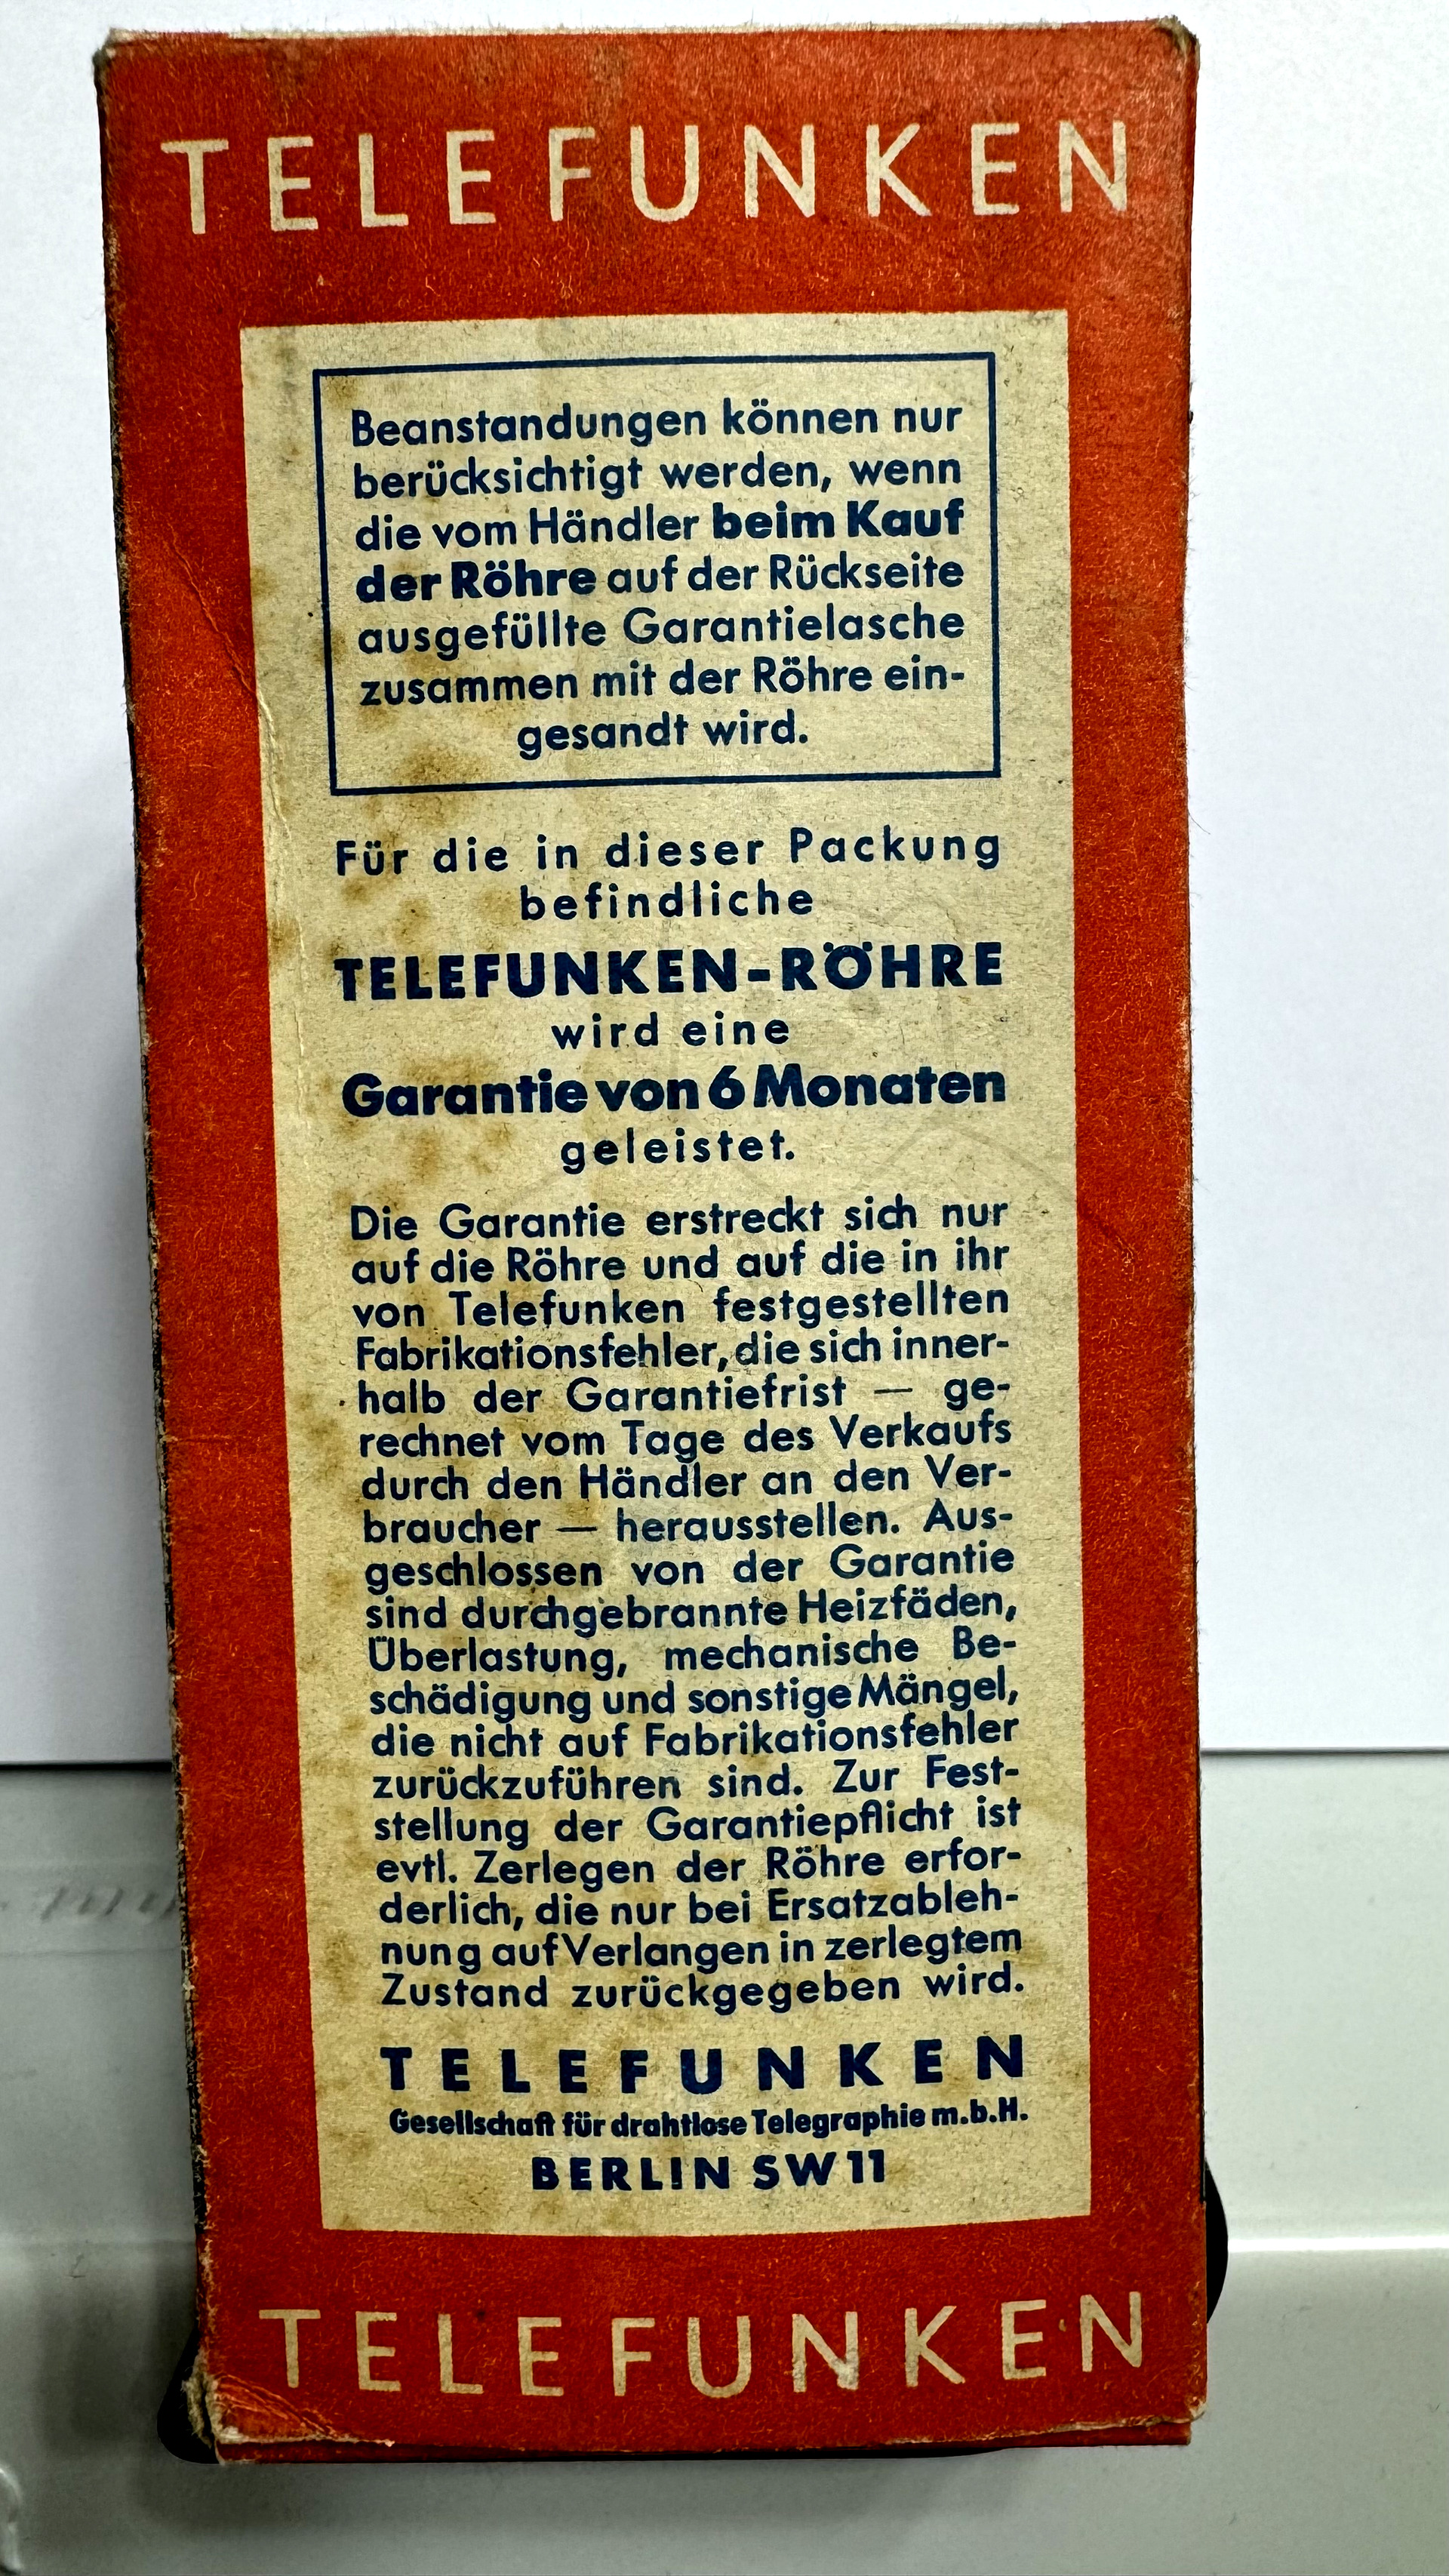 TELEFUNKEN
Beanstandungen können nur
berücksichtigt werden, wenn
die vom Händler beim Kauf
der Röhre auf der Rückseite
ausgefüllte Garantielasche
zusammen mit der Röhre ein-
gesandt wird.
Für die in dieser Packung
befindliche
TELEFUNKEN-RÖHRE
wird eine
Garantie von 6 Monaten
geleistet.
Die Garantie erstreckt sich nur
auf die Röhre und auf die in ihr
von Telefunken festgestellten
Fabrikationsfehler, die sich inner-
halb der Garantiefrist — ge-
rechnet vom Tage des Verkaufs
durch den Händler an den Ver-
braucher — herausstellen. Aus-
geschlossen von der Garantie
sind durchgebrannte Heizfäden,
Überlastung, mechanische Be-
schädigung und sonstige Mängel,
die nicht auf Fabrikationsfehler
zurückzuführen sind. Zur Fest-
stellung der Garantiepflicht ist
evtl. Zerlegen der Röhre erfor-
derlich, die nur bei Ersatzableh-
nung auf Verlangen in zerlegtem
Zustand zurückgegeben wird.
TELEFUNKEN
Gesellschaft für drahtlose Telegraphie m.b.H.
BERLIN SW 11
TELEFUNKEN